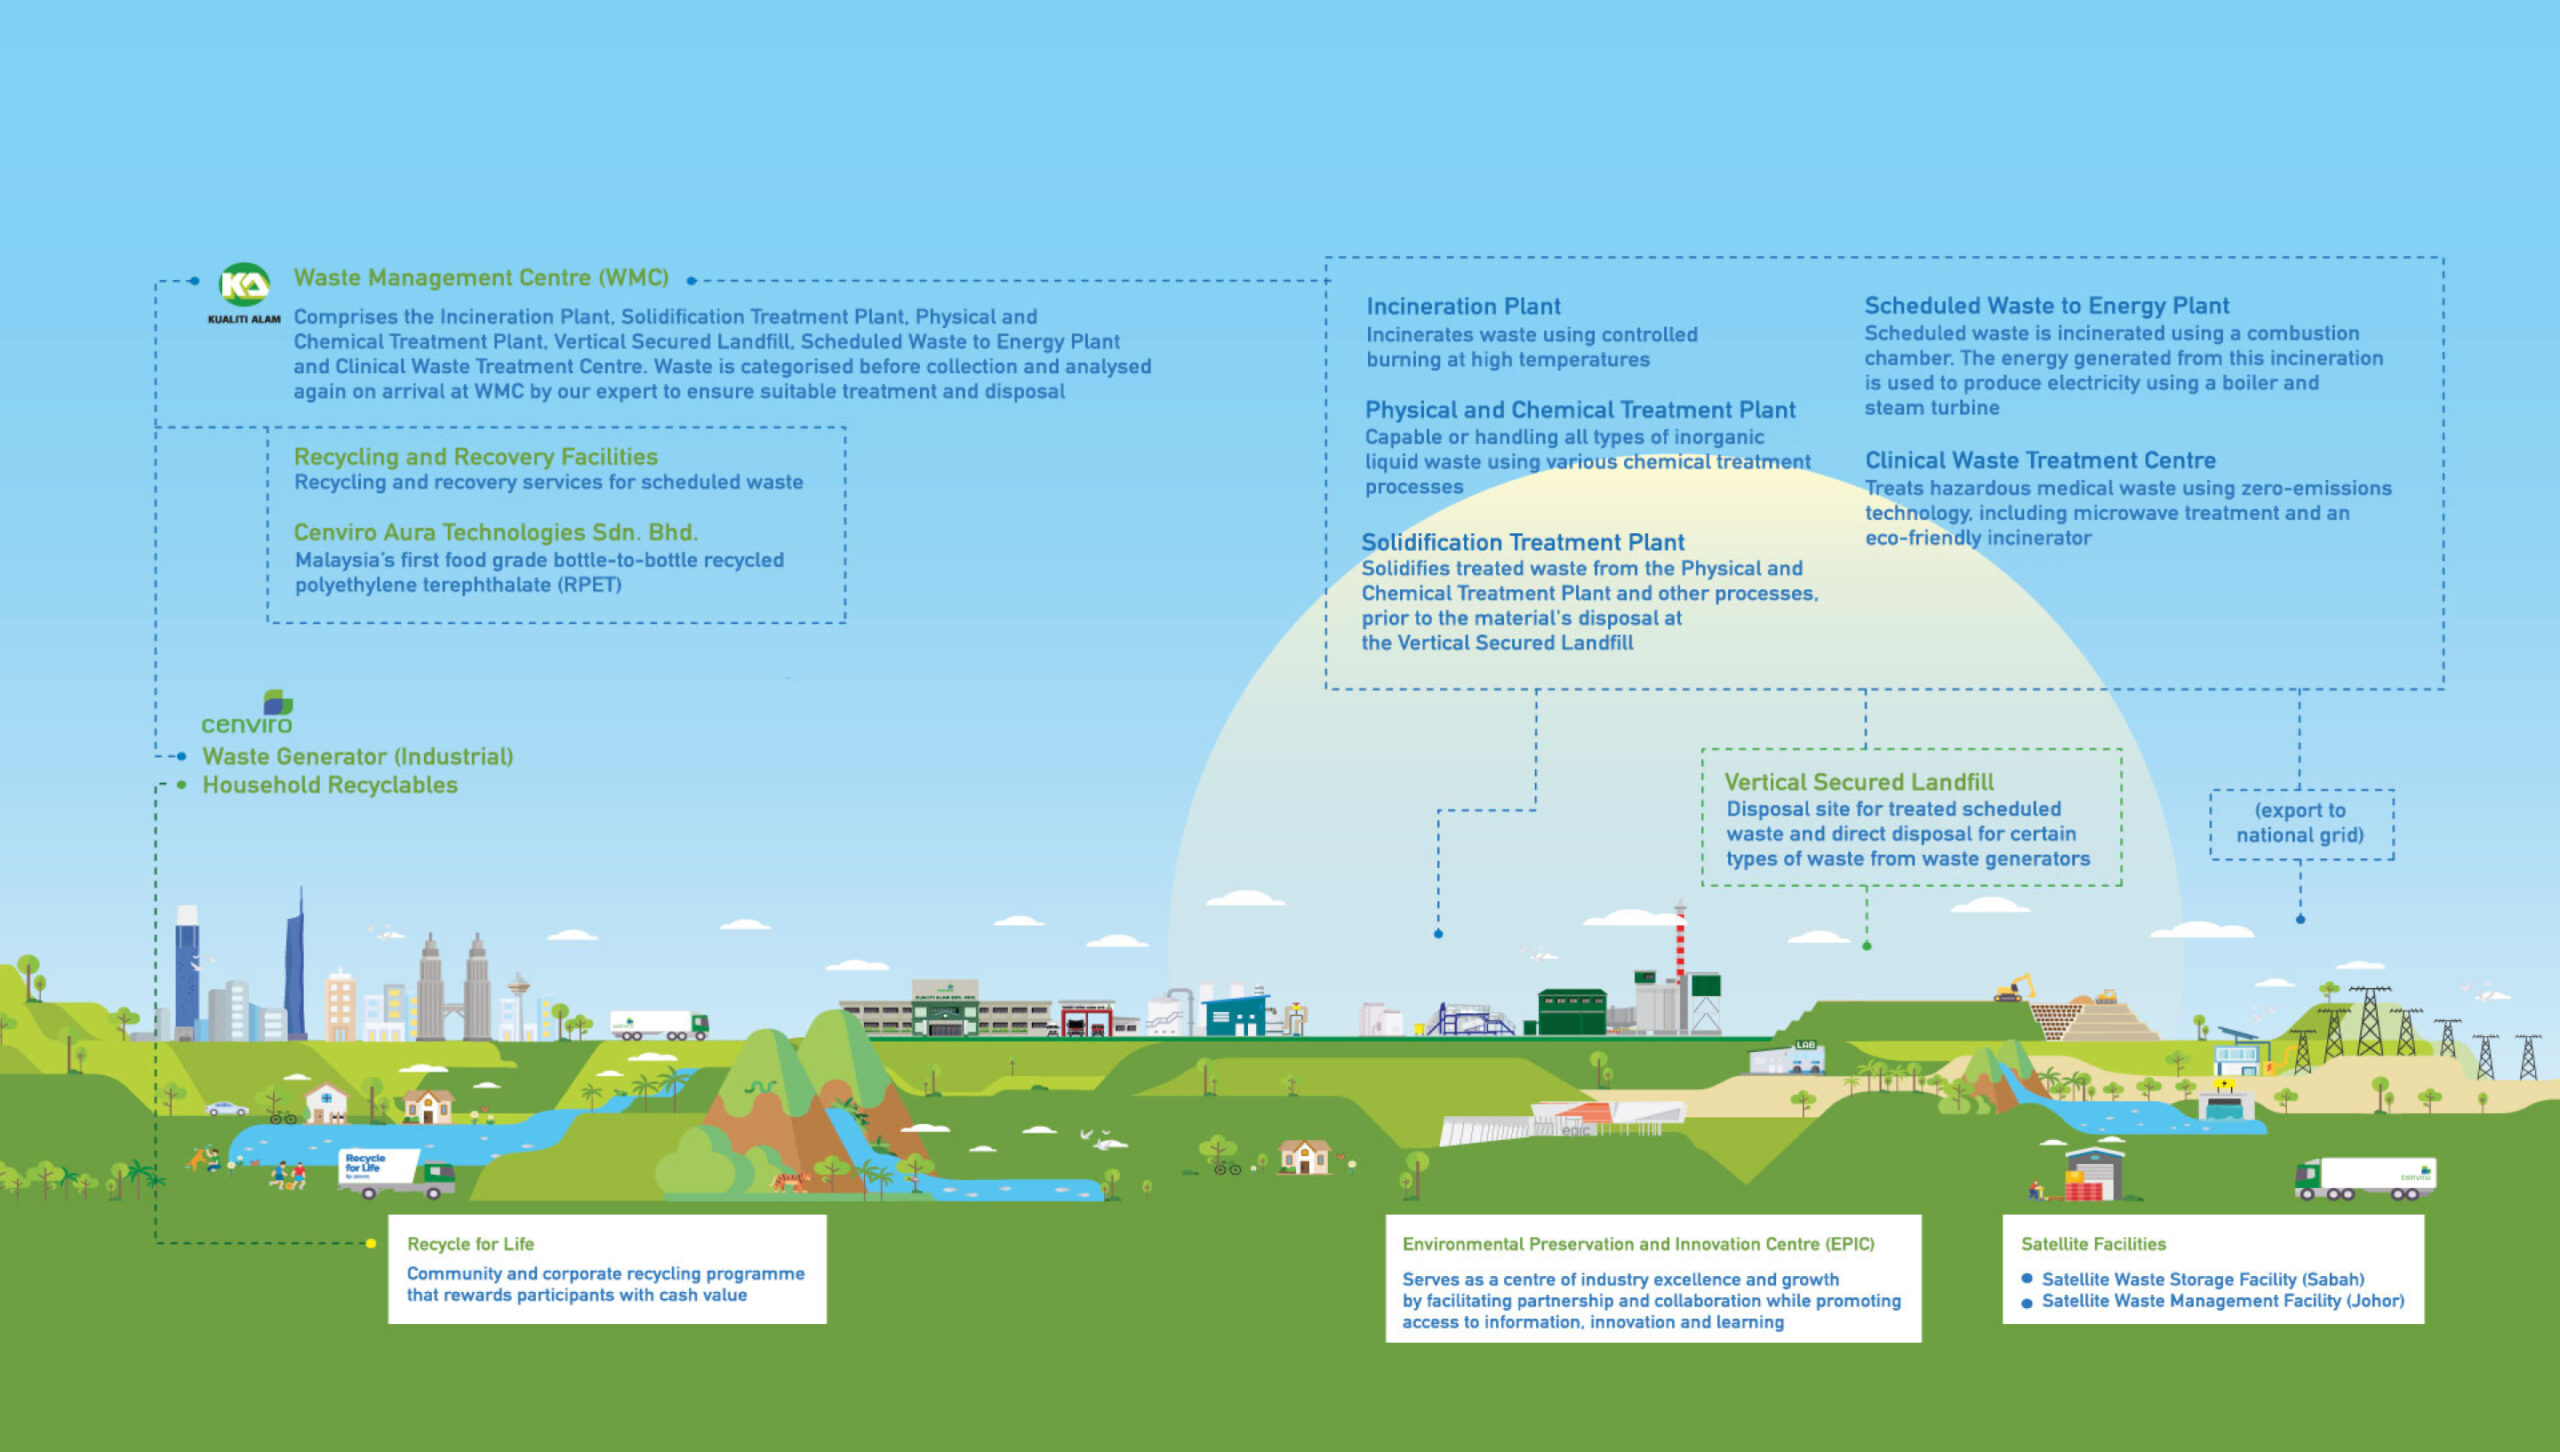 KA
KUALITI ALAM
Waste Management Centre (WMC)
Comprises the Incineration Plant, Solidification Treatment Plant, Physical and
Chemical Treatment Plant, Vertical Secured Landfill, Scheduled Waste to Energy Plant
and Clinical Waste Treatment Centre. Waste is categorised before collection and analysed
again on arrival at WMC by our expert to ensure suitable treatment and disposal
Recycling and Recovery Facilities
Recycling and recovery services for scheduled waste
Cenviro Aura Technologies Sdn. Bhd.
Malaysia's first food grade bottle-to-bottle recycled
polyethylene terephthalate (RPET)
cenviro
Waste Generator (Industrial)
Household Recyclables
Incineration Plant
Incinerates waste using controlled
burning at high temperatures
Physical and Chemical Treatment Plant
Capable or handling all types of inorganic
liquid waste using various chemical treatment
processes
Solidification Treatment Plant
Solidifies treated waste from the Physical and
Chemical Treatment Plant and other processes,
prior to the material's disposal at
the Vertical Secured Landfill
Scheduled Waste to Energy Plant
Scheduled waste is incinerated using a combustion
chamber. The energy generated from this incineration
is used to produce electricity using a boiler and
steam turbine
Clinical Waste Treatment Centre
Treats hazardous medical waste using zero-emissions
technology, including microwave treatment and an
eco-friendly incinerator
Vertical Secured Landfill
Disposal site for treated scheduled
waste and direct disposal for certain
types of waste from waste generators
(export to
national grid)
KUALITI ALAM SDN. BHD.
LAB
epic
Recycle
for Life
by cenviro
cenviro
Recycle for Life
Community and corporate recycling programme
that rewards participants with cash value
Environmental Preservation and Innovation Centre (EPIC)
Serves as a centre of industry excellence and growth
by facilitating partnership and collaboration while promoting
access to information, innovation and learning
Satellite Facilities
Satellite Waste Storage Facility (Sabah)
Satellite Waste Management Facility (Johor)